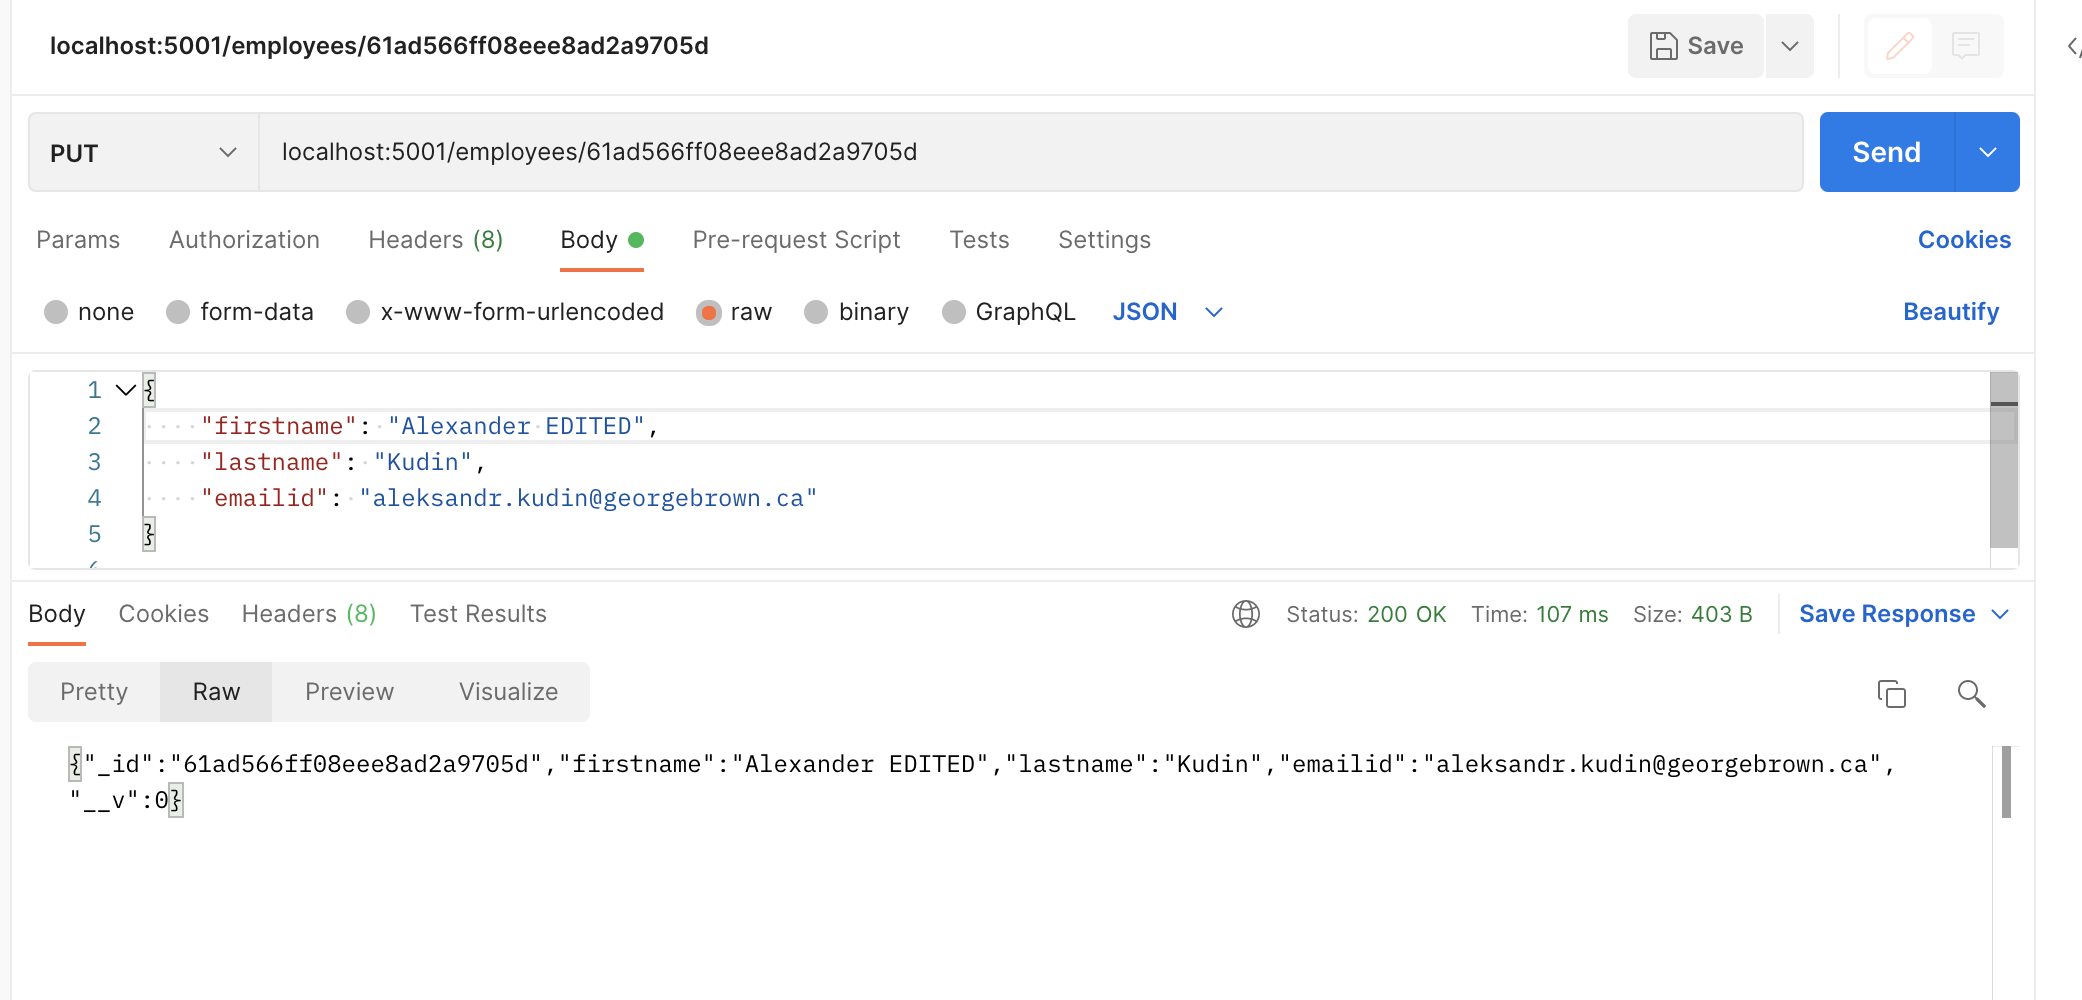 localhost:5001/employees/61ad566ff08eee8ad2a9705d Save
PUT localhost:5001/employees/61ad566ff08eee8ad2a9705d Send
Params Authorization Headers (8) Body Pre-request Script Tests Settings Cookies
none form-data x-www-form-urlencoded raw binary GraphQL JSON Beautify
1 {
2 "firstname": "Alexander EDITED",
3 "lastname": "Kudin",
4 "emailid": "aleksandr.kudin@georgebrown.ca"
5 }
Body Cookies Headers (8) Test Results Status: 200 OK Time: 107 ms Size: 403 B Save Response
Pretty Raw Preview Visualize
{"_id":"61ad566ff08eee8ad2a9705d","firstname":"Alexander EDITED","lastname":"Kudin","emailid":"aleksandr.kudin@georgebrown.ca",
"__v":0}